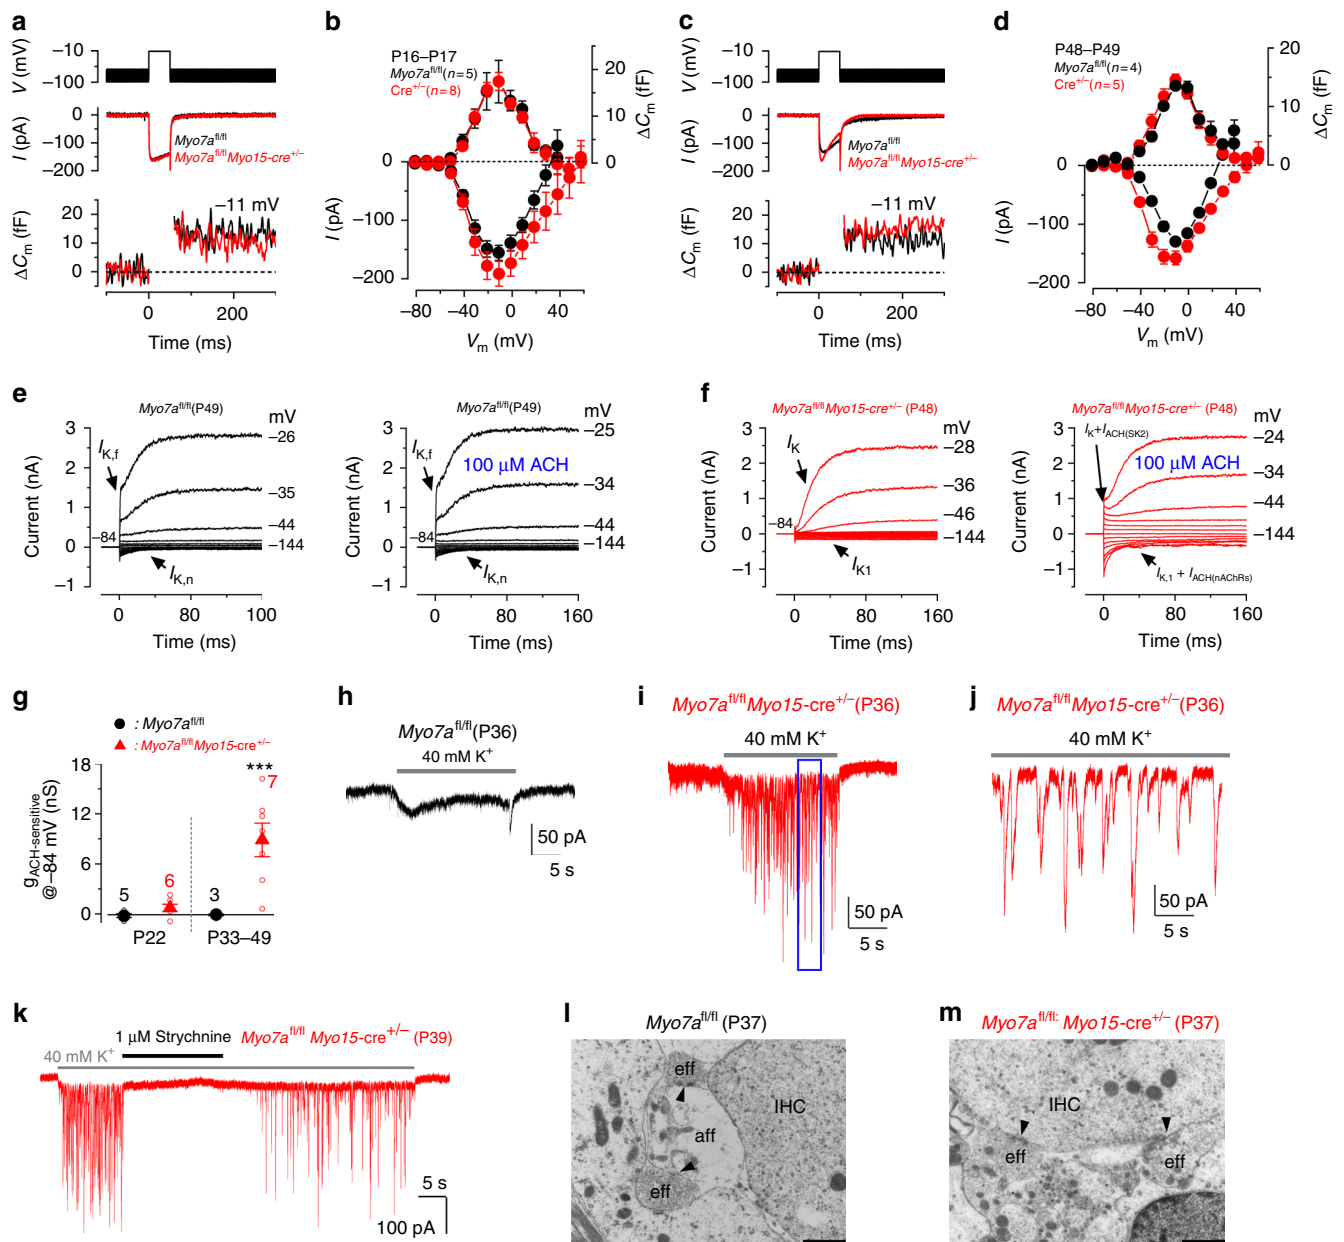 a
−10
−100
V (mV)
0
−100
−200
I (pA)
Myo7a^fl/fl
Myo7a^fl/fl Myo15-cre^+/−
20
10
0
ΔC_m (fF)
−11 mV
0
200
Time (ms)
b
P16–P17
Myo7a^fl/fl (n=5)
Cre^+/− (n=8)
100
0
−100
−200
I (pA)
20
10
0
ΔC_m (fF)
−80
−40
0
40
V_m (mV)
c
−10
−100
V (mV)
0
−100
−200
I (pA)
Myo7a^fl/fl
Myo7a^fl/fl Myo15-cre^+/−
20
10
0
ΔC_m (fF)
−11 mV
0
200
Time (ms)
d
P48–P49
Myo7a^fl/fl (n=4)
Cre^+/− (n=5)
100
0
−100
−200
I (pA)
20
10
0
ΔC_m (fF)
−80
−40
0
40
V_m (mV)
e
Myo7a^fl/fl (P49)
mV
3
2
1
0
−1
Current (nA)
I_K,f
−26
−35
−44
−84
−144
I_K,n
0
80
100
Time (ms)
Myo7a^fl/fl (P49)
mV
3
2
1
0
−1
Current (nA)
I_K,f
100 μM ACH
−25
−34
−44
−84
−144
I_K,n
0
80
160
Time (ms)
f
Myo7a^fl/fl Myo15-cre^+/− (P48)
mV
3
2
1
0
−1
Current (nA)
I_K
−28
−36
−46
−84
−144
I_K1
0
80
160
Time (ms)
Myo7a^fl/fl Myo15-cre^+/− (P48)
mV
3
2
1
0
−1
Current (nA)
I_K+I_ACH(SK2)
100 μM ACH
−24
−34
−44
−144
I_K,1 + I_ACH(nAChRs)
0
80
160
Time (ms)
g
: Myo7a^fl/fl
: Myo7a^fl/fl Myo15-cre^+/−
18
12
6
0
g_ACH-sensitive
@−84 mV (nS)
5
6
3
***
7
P22
P33–49
h
Myo7a^fl/fl (P36)
40 mM K^+
50 pA
5 s
i
Myo7a^fl/fl Myo15-cre^+/− (P36)
40 mM K^+
50 pA
5 s
j
Myo7a^fl/fl Myo15-cre^+/− (P36)
40 mM K^+
50 pA
5 s
k
1 μM Strychnine
Myo7a^fl/fl Myo15-cre^+/− (P39)
40 mM K^+
5 s
100 pA
l
Myo7a^fl/fl (P37)
eff
IHC
aff
eff
m
Myo7a^fl/fl: Myo15-cre^+/− (P37)
IHC
eff
eff